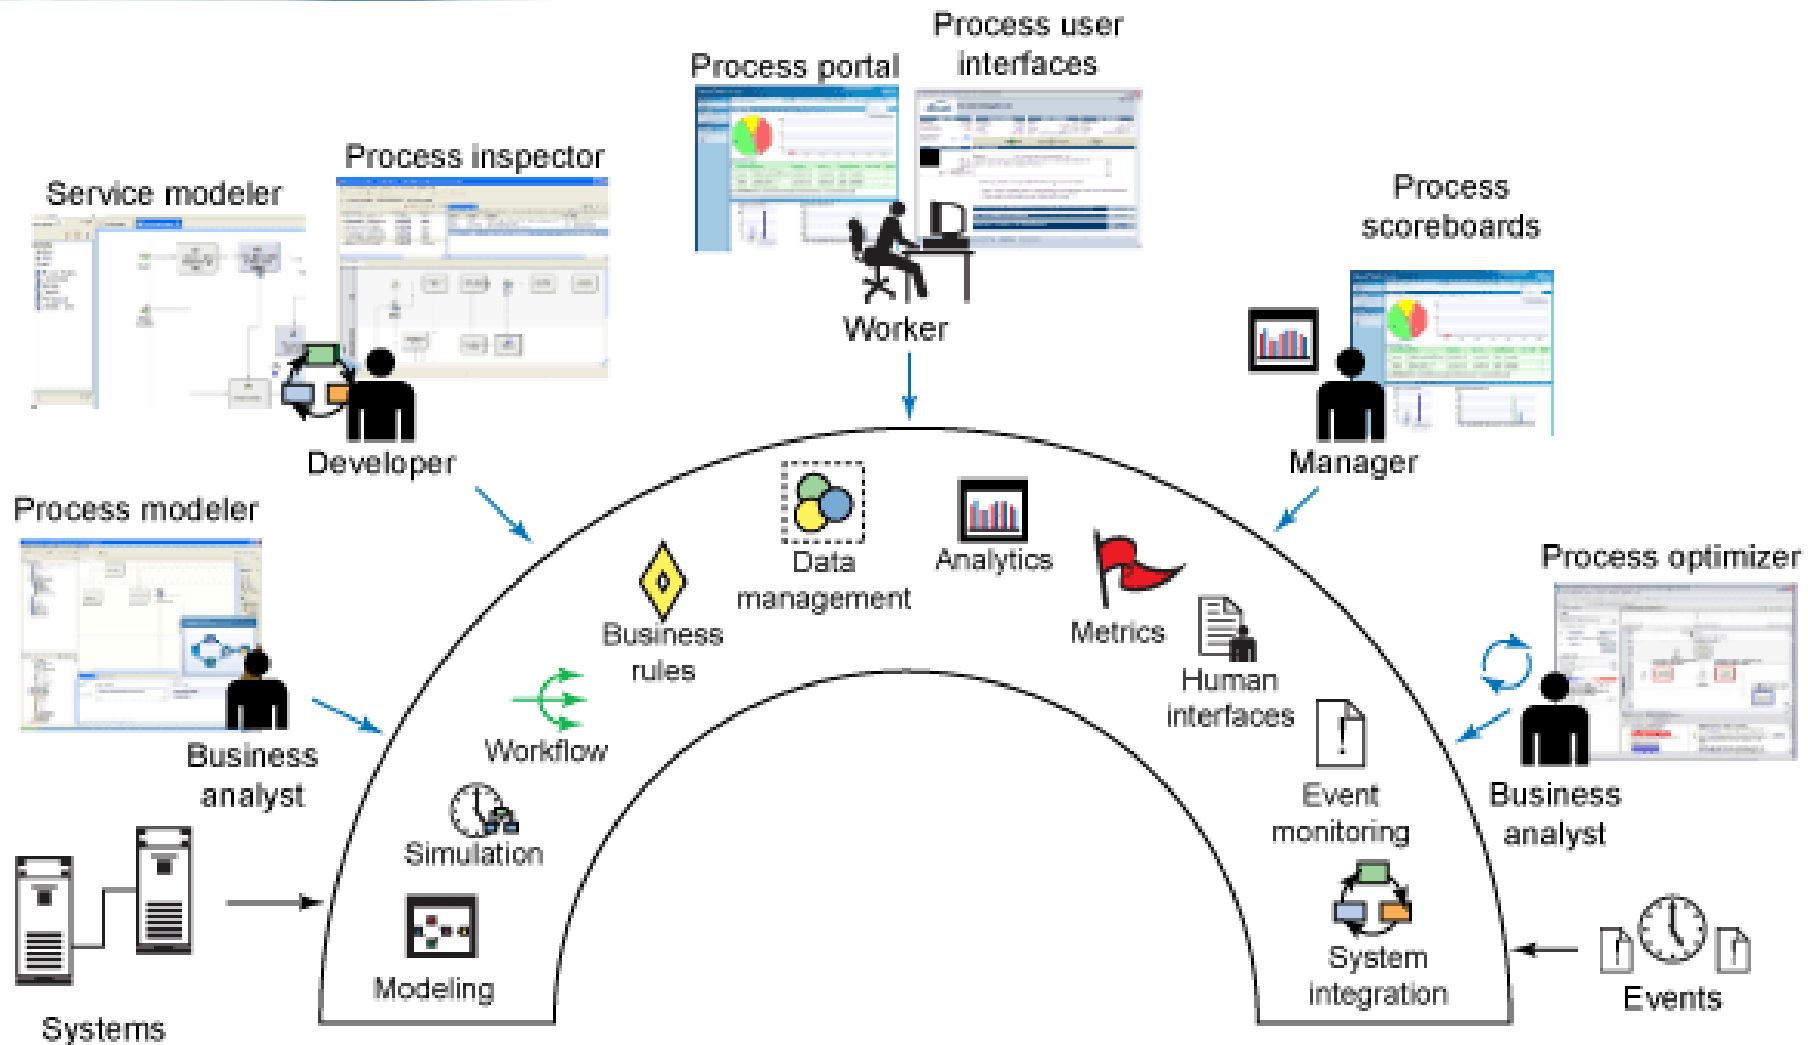 Process user
interfaces
Process portal
Process inspector
Service modeler
Process
scoreboards
Worker
Developer
Manager
Process modeler
Process optimizer
Data
management
Analytics
Business
rules
Metrics
Human
interfaces
Workflow
Business
analyst
Event
monitoring
Business
analyst
Simulation
System
integration
Modeling
Systems
Events